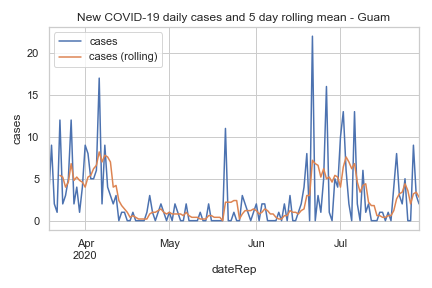 New COVID-19 daily cases and 5 day rolling mean - Guam
cases
cases (rolling)
20
15
10
5
0
cases
Apr
2020
May
Jun
Jul
dateRep